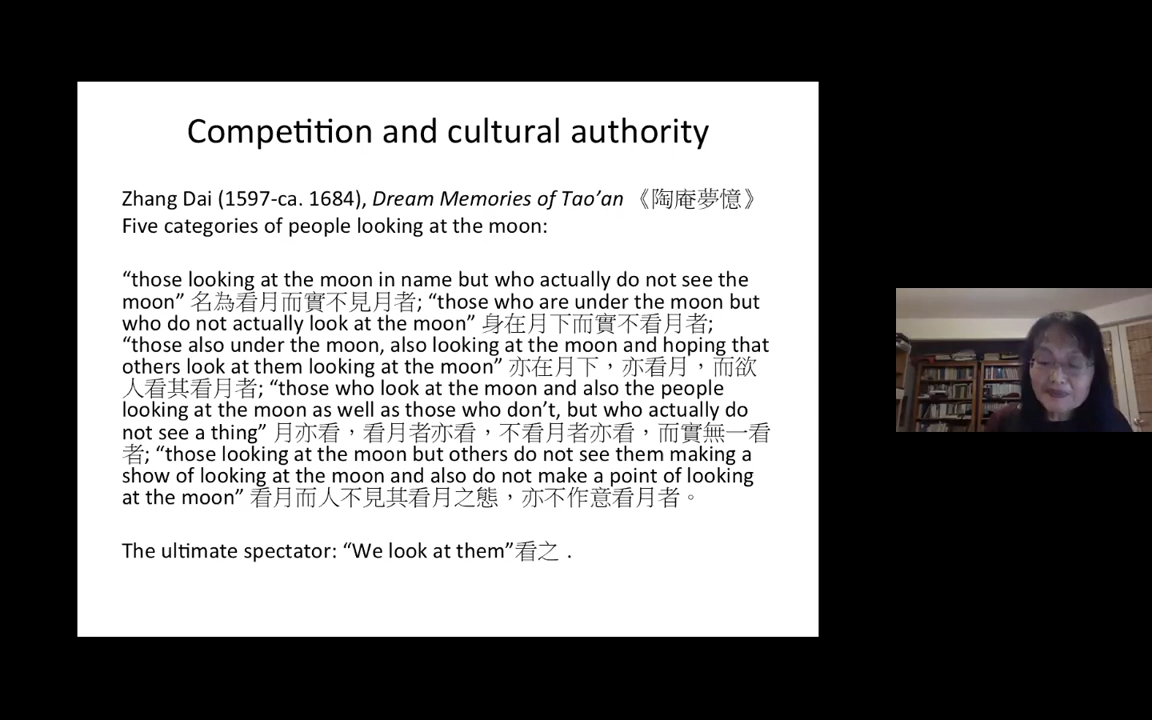 Competition and cultural authority
Zhang Dai (1597-ca. 1684), Dream Memories of Tao’an 《陶庵夢憶》
Five categories of people looking at the moon:
“those looking at the moon in name but who actually do not see the
moon” 名為看月而實不見月者; “those who are under the moon but
who do not actually look at the moon” 身在月下而實不看月者;
“those also under the moon, also looking at the moon and hoping that
others look at them looking at the moon” 亦在月下，亦看月，而欲
人看其看月者; “those who look at the moon and also the people
looking at the moon as well as those who don’t, but who actually do
not see a thing” 月亦看，看月者亦看，不看月者亦看，而實無一看
者; “those looking at the moon but others do not see them making a
show of looking at the moon and also do not make a point of looking
at the moon” 看月而人不見其看月之態，亦不作意看月者。
The ultimate spectator: “We look at them”看之 .